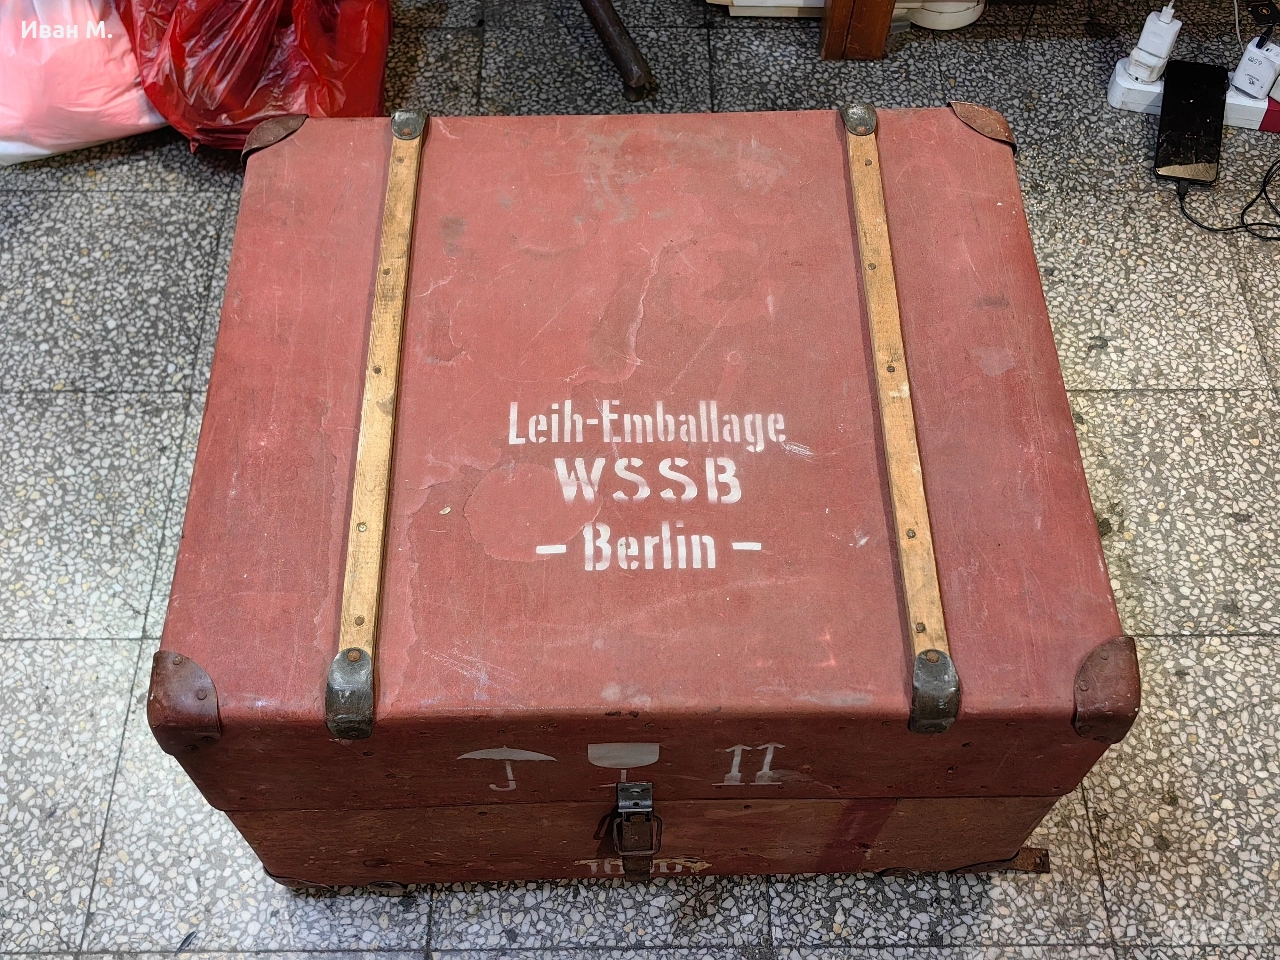 Иван М.
Leih-Emballage
WSSB
- Berlin -